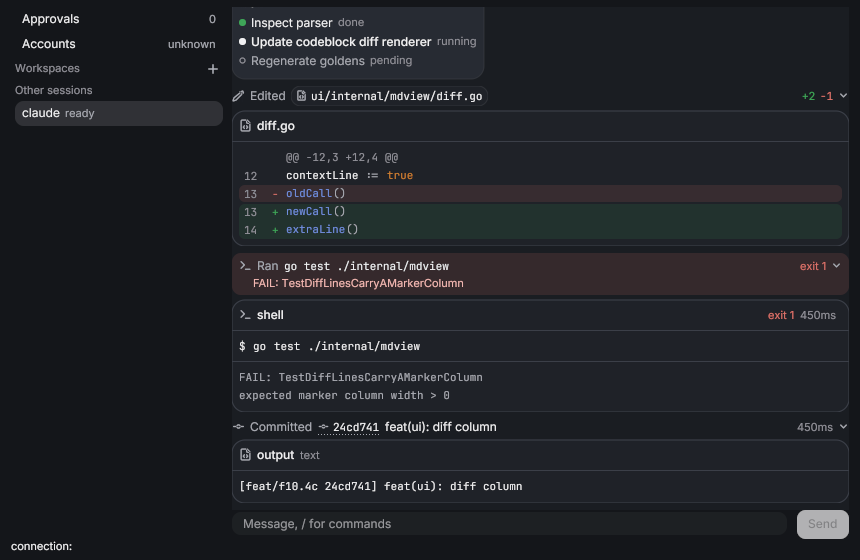 Approvals 0
Accounts unknown
Workspaces +
Other sessions
claude ready
connection:
Inspect parser done
Update codeblock diff renderer running
Regenerate goldens pending
Edited ui/internal/mdview/diff.go +2 -1
diff.go
@@ -12,3 +12,4 @@
12 contextLine := true
13 - oldCall()
13 + newCall()
14 + extraLine()
Ran go test ./internal/mdview exit 1
FAIL: TestDiffLinesCarryAMarkerColumn
shell exit 1 450ms
$ go test ./internal/mdview
FAIL: TestDiffLinesCarryAMarkerColumn
expected marker column width > 0
Committed 24cd741 feat(ui): diff column 450ms
output text
[feat/f10.4c 24cd741] feat(ui): diff column
Message, / for commands Send